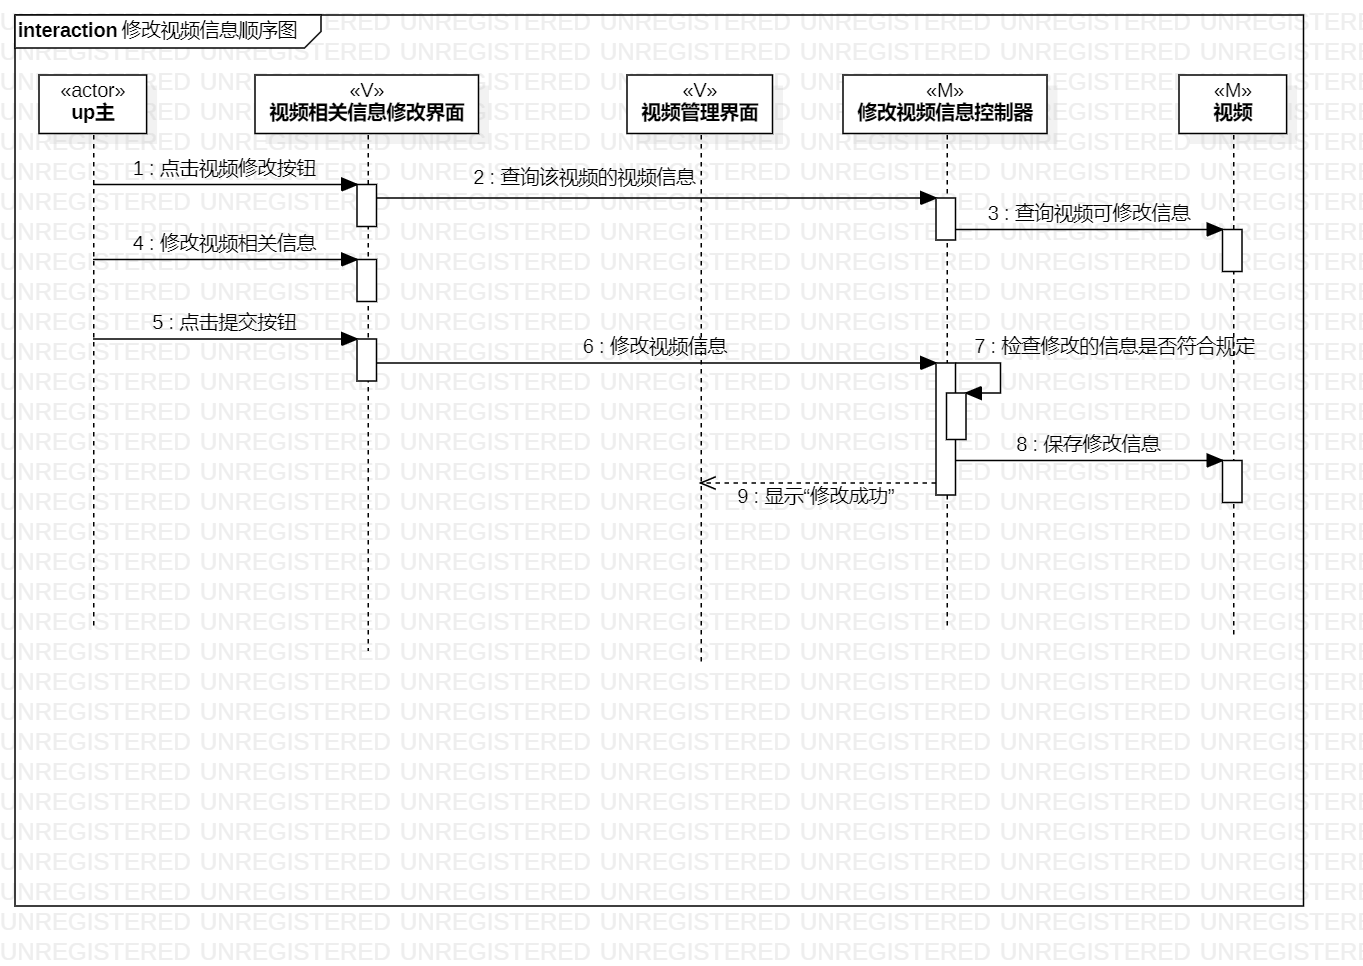 interaction 修改视频信息顺序图
«actor»
up主
«V»
视频相关信息修改界面
«V»
视频管理界面
«M»
修改视频信息控制器
«M»
视频
1 : 点击视频修改按钮
2 : 查询该视频的视频信息
3 : 查询视频可修改信息
4 : 修改视频相关信息
5 : 点击提交按钮
6 : 修改视频信息
7 : 检查修改的信息是否符合规定
8 : 保存修改信息
9 : 显示“修改成功”
UNREGISTERED